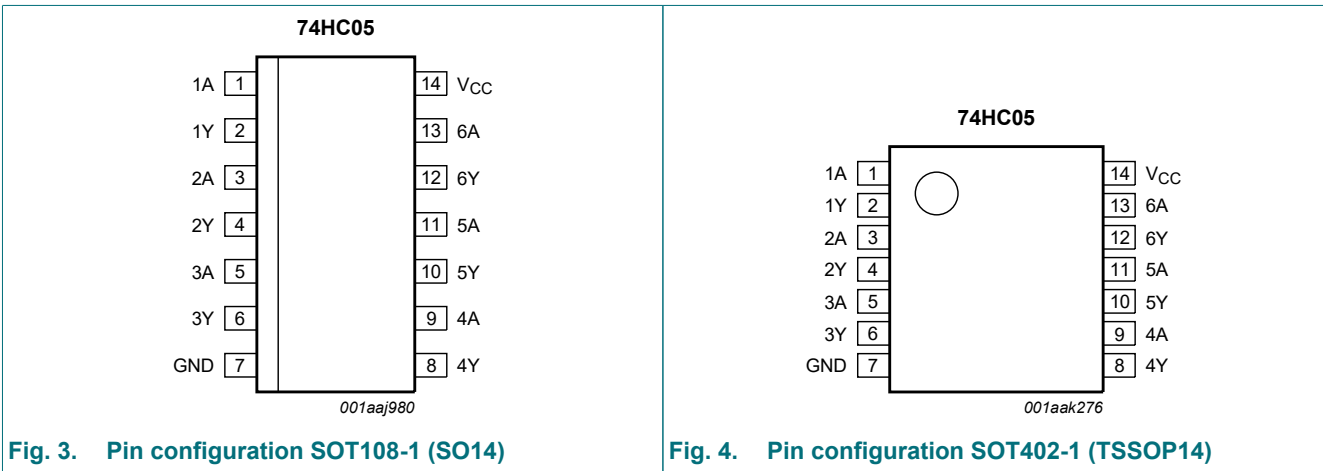 74HC05
1A 1 14 VCC
1Y 2 13 6A
2A 3 12 6Y
2Y 4 11 5A
3A 5 10 5Y
3Y 6 9 4A
GND 7 8 4Y
001aaj980
Fig. 3. Pin configuration SOT108-1 (SO14)
74HC05
1A 1 14 VCC
1Y 2 13 6A
2A 3 12 6Y
2Y 4 11 5A
3A 5 10 5Y
3Y 6 9 4A
GND 7 8 4Y
001aak276
Fig. 4. Pin configuration SOT402-1 (TSSOP14)